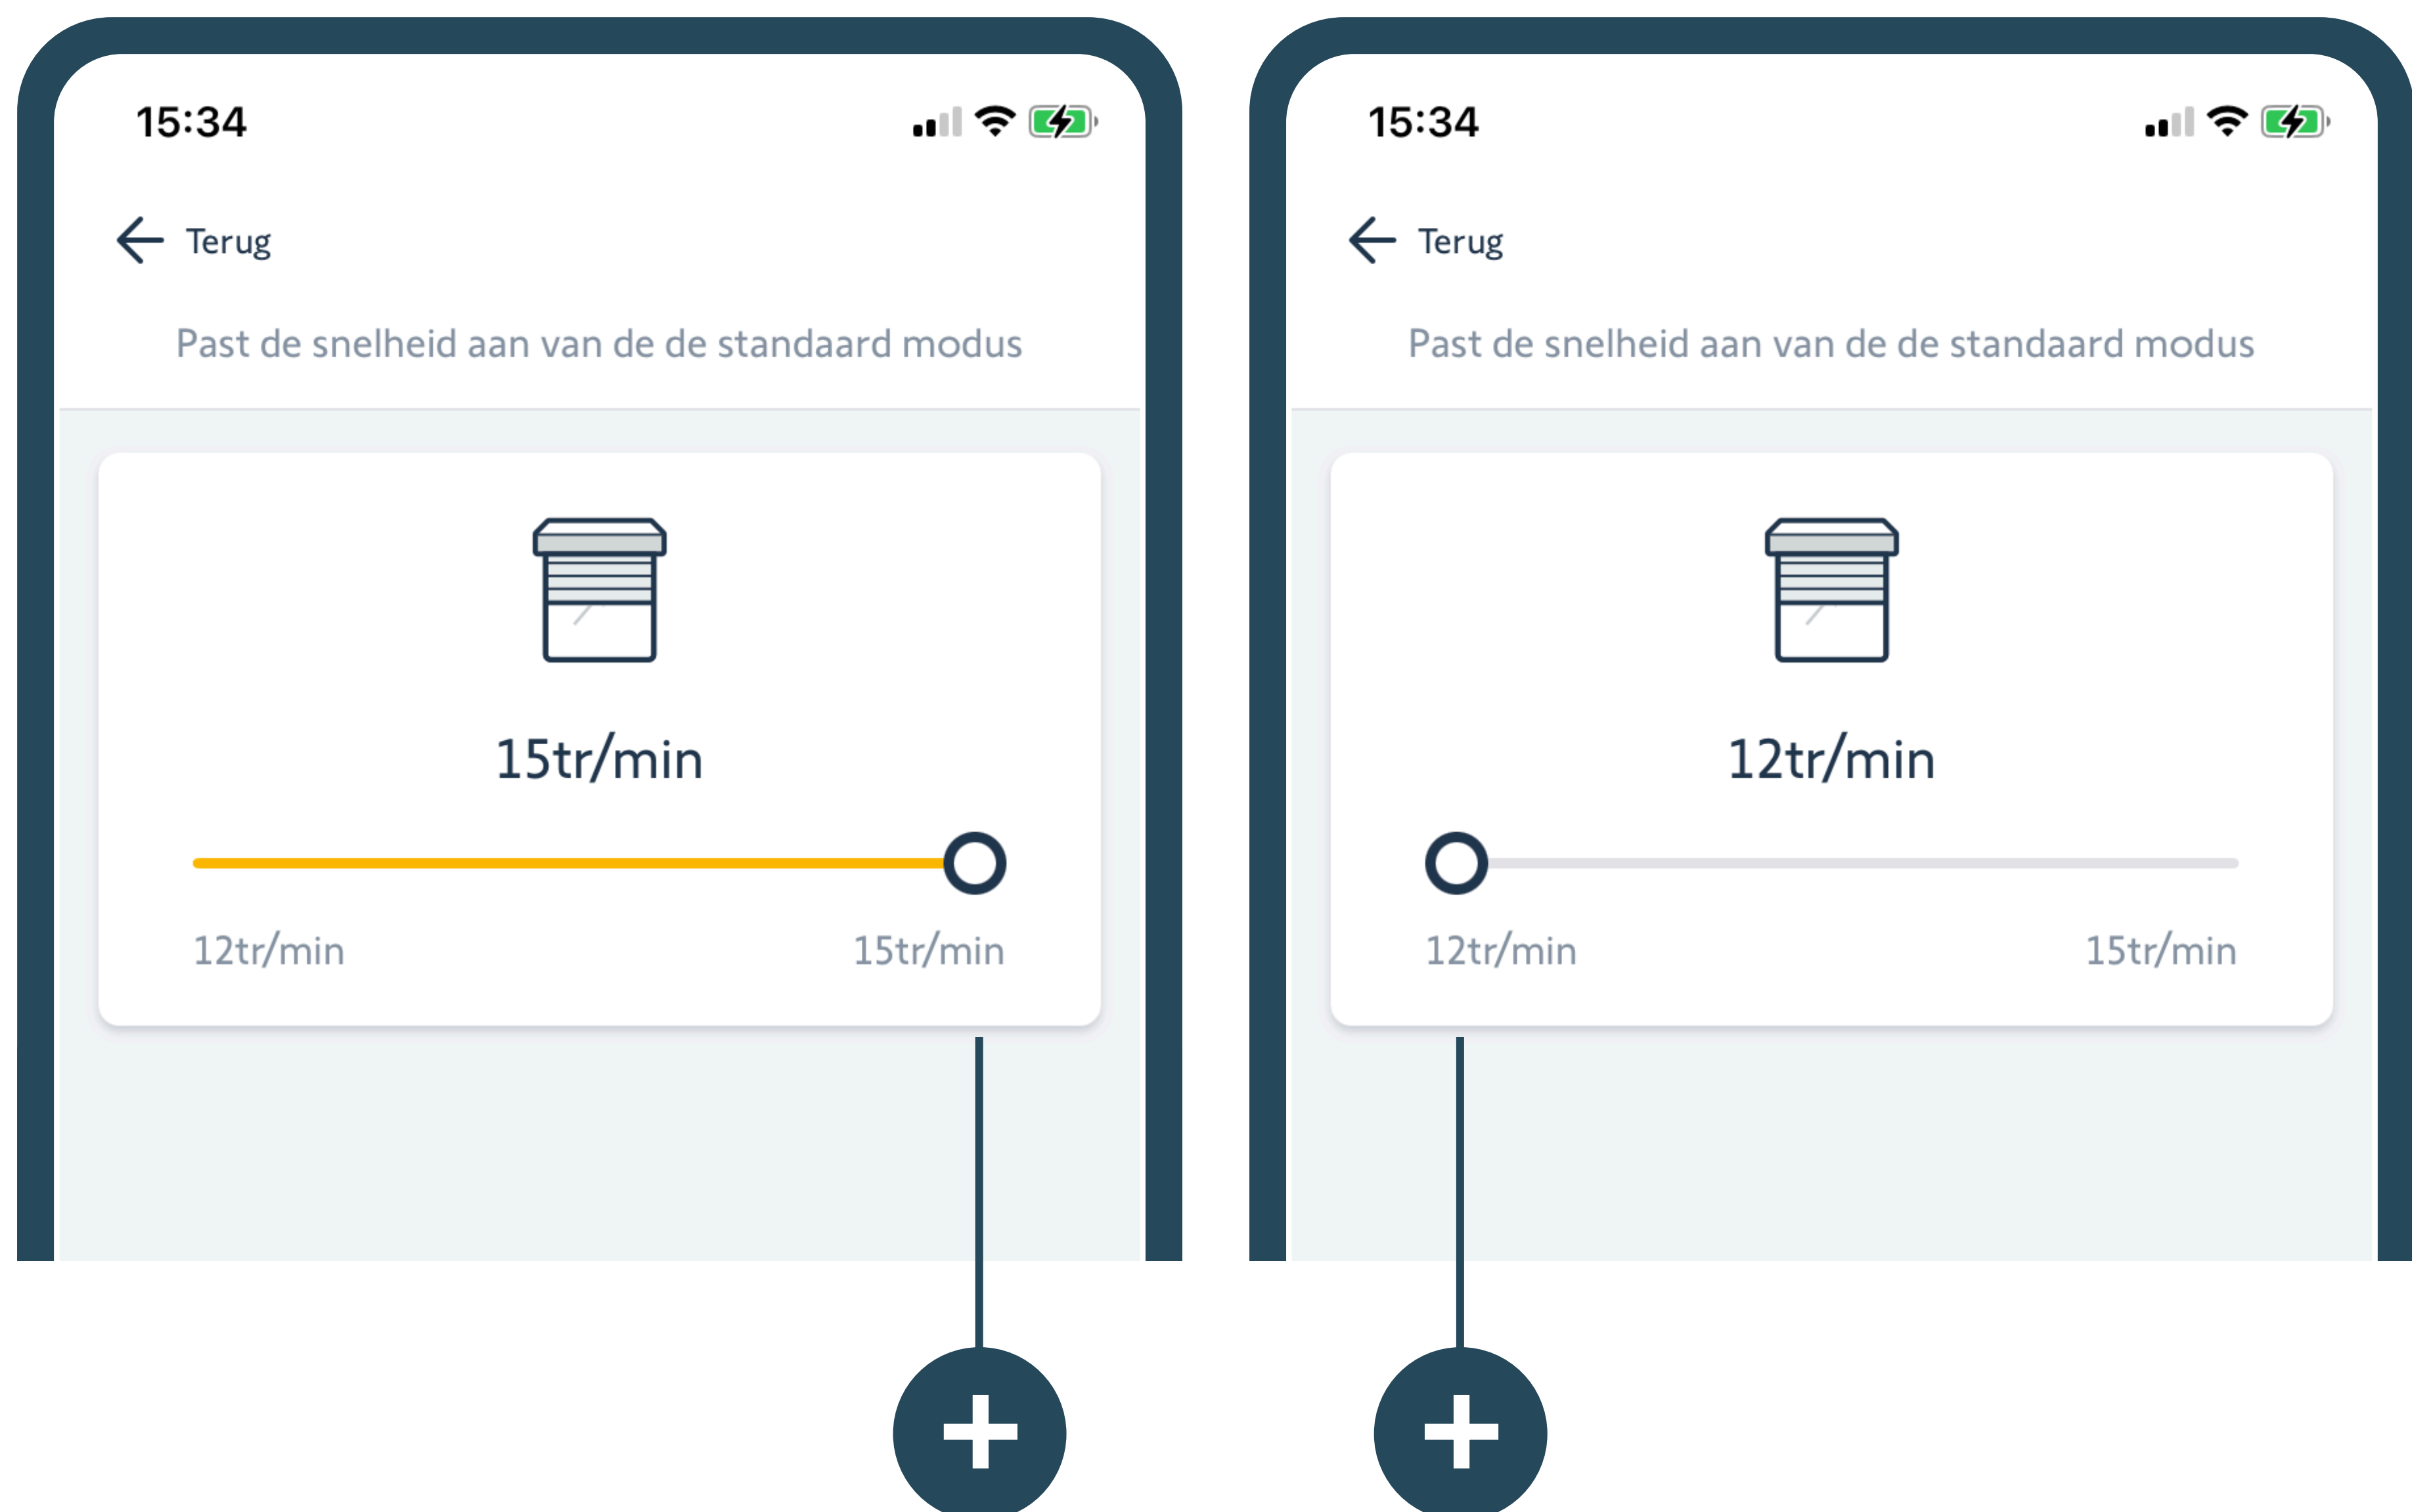 15:34
Terug
Past de snelheid aan van de de standaard modus
15tr/min
12tr/min
15tr/min
15:34
Terug
Past de snelheid aan van de de standaard modus
12tr/min
12tr/min
15tr/min